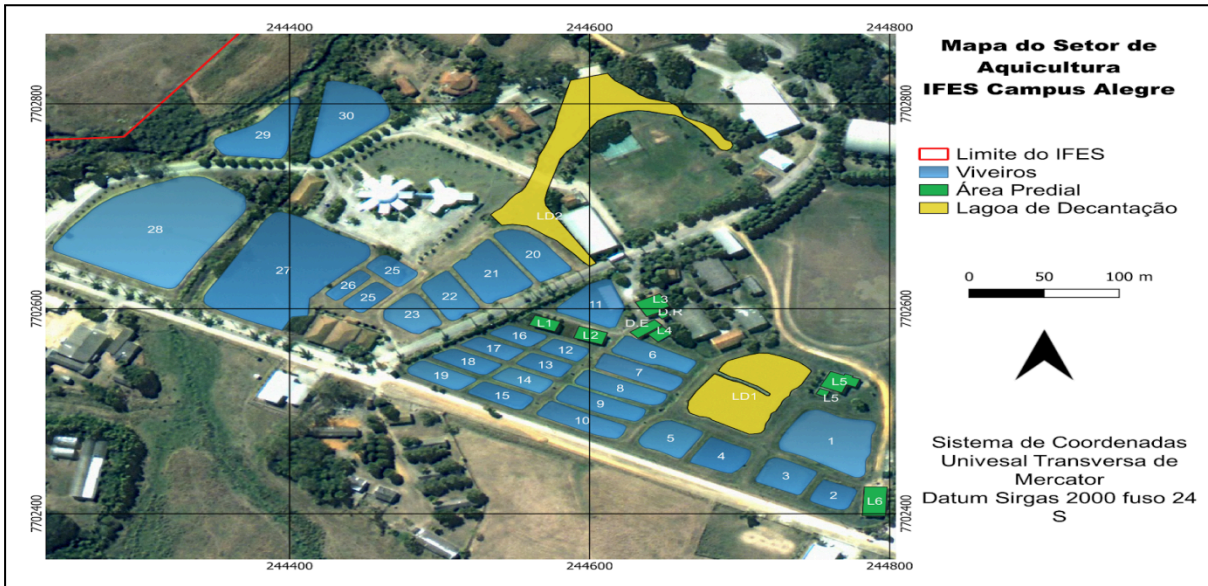 244400
244600
244800
7702800
7702600
7702400
7702800
7702600
7702400
244400
244600
244800
29
30
28
27
LD2
20
21
25
26
25
22
23
11
L3
D.R
D.E
L4
L1
L2
16
17
12
6
18
13
7
19
14
8
15
9
10
LD1
L5
L5
5
4
1
3
2
L6
Mapa do Setor de
Aquicultura
IFES Campus Alegre
Limite do IFES
Viveiros
Área Predial
Lagoa de Decantação
0 50 100 m
Sistema de Coordenadas
Univesal Transversa de
Mercator
Datum Sirgas 2000 fuso 24
S